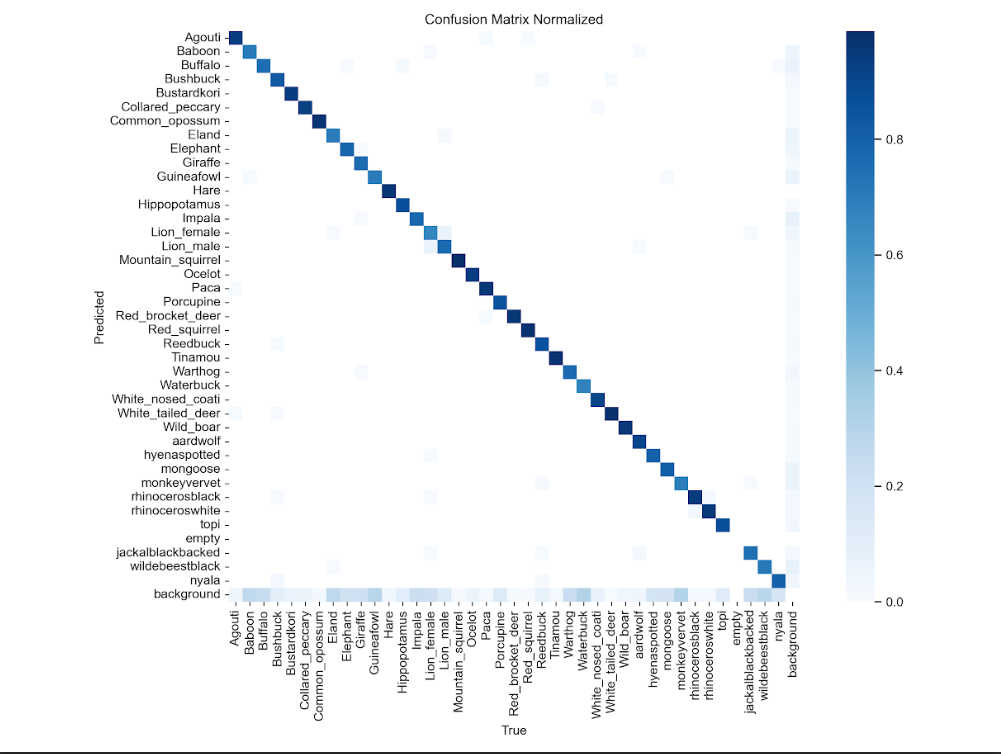 Confusion Matrix Normalized
Agouti
Baboon
Buffalo
Bushbuck
Bustardkori
Collared_peccary
Common_opossum
Eland
Elephant
Giraffe
Guineafowl
Hare
Hippopotamus
Impala
Lion_female
Lion_male
Mountain_squirrel
Ocelot
Paca
Porcupine
Red_brocket_deer
Red_squirrel
Reedbuck
Tinamou
Warthog
Waterbuck
White_nosed_coati
White_tailed_deer
Wild_boar
aardwolf
hyenaspotted
mongoose
monkeyvervet
rhinocerosblack
rhinoceroswhite
topi
empty
jackalblackbacked
wildebeestblack
nyala
background
Predicted
Agouti
Baboon
Buffalo
Bushbuck
Bustardkori
Collared_peccary
Common_opossum
Eland
Elephant
Giraffe
Guineafowl
Hare
Hippopotamus
Impala
Lion_female
Lion_male
Mountain_squirrel
Ocelot
Paca
Porcupine
Red_brocket_deer
Red_squirrel
Reedbuck
Tinamou
Warthog
Waterbuck
White_nosed_coati
White_tailed_deer
Wild_boar
aardwolf
hyenaspotted
mongoose
monkeyvervet
rhinocerosblack
rhinoceroswhite
topi
empty
jackalblackbacked
wildebeestblack
nyala
background
True
0.8
0.6
0.4
0.2
0.0